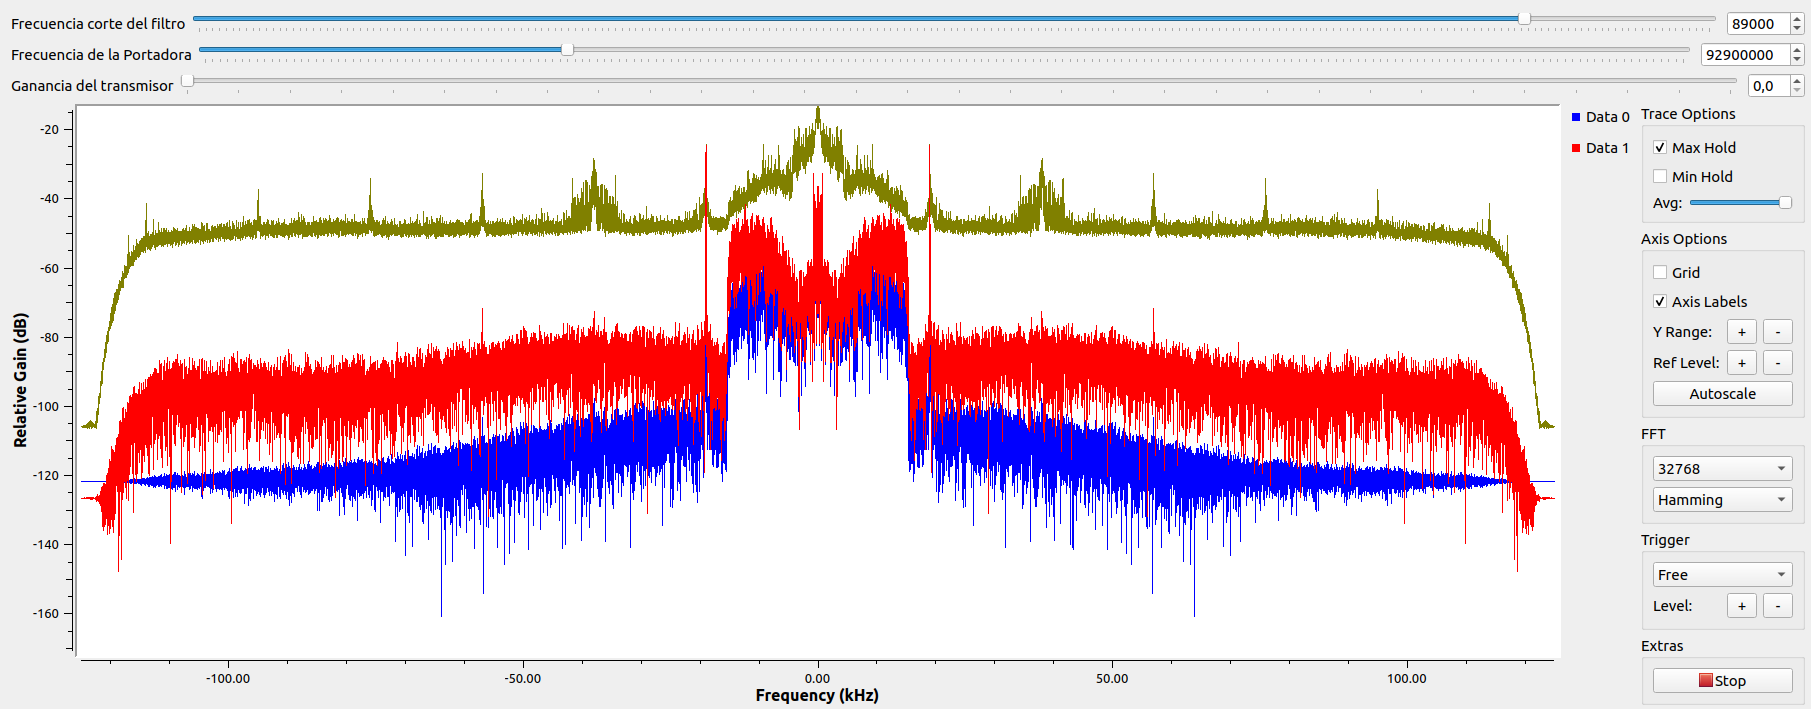 Frecuencia corte del filtro 89000
Frecuencia de la Portadora 92900000
Ganancia del transmisor 0,0
Data 0
Data 1
Trace Options
Max Hold
Min Hold
Avg:
Axis Options
Grid
Axis Labels
Y Range: + -
Ref Level: + -
Autoscale
FFT
32768
Hamming
Trigger
Free
Level: + -
Extras
Stop
Relative Gain (dB)
-20
-40
-60
-80
-100
-120
-140
-160
-100.00 -50.00 0.00 50.00 100.00
Frequency (kHz)